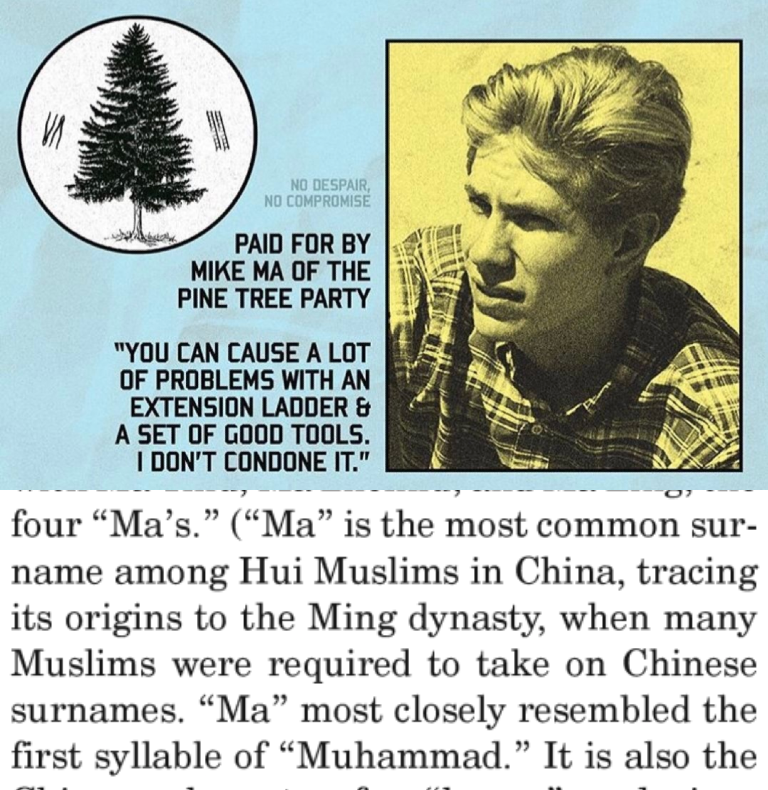 NO DESPAIR,
NO COMPROMISE
PAID FOR BY
MIKE MA OF THE
PINE TREE PARTY
"YOU CAN CAUSE A LOT
OF PROBLEMS WITH AN
EXTENSION LADDER &
A SET OF GOOD TOOLS.
I DON'T CONDONE IT."
four “Ma’s.” (“Ma” is the most common sur-
name among Hui Muslims in China, tracing
its origins to the Ming dynasty, when many
Muslims were required to take on Chinese
surnames. “Ma” most closely resembled the
first syllable of “Muhammad.” It is also the